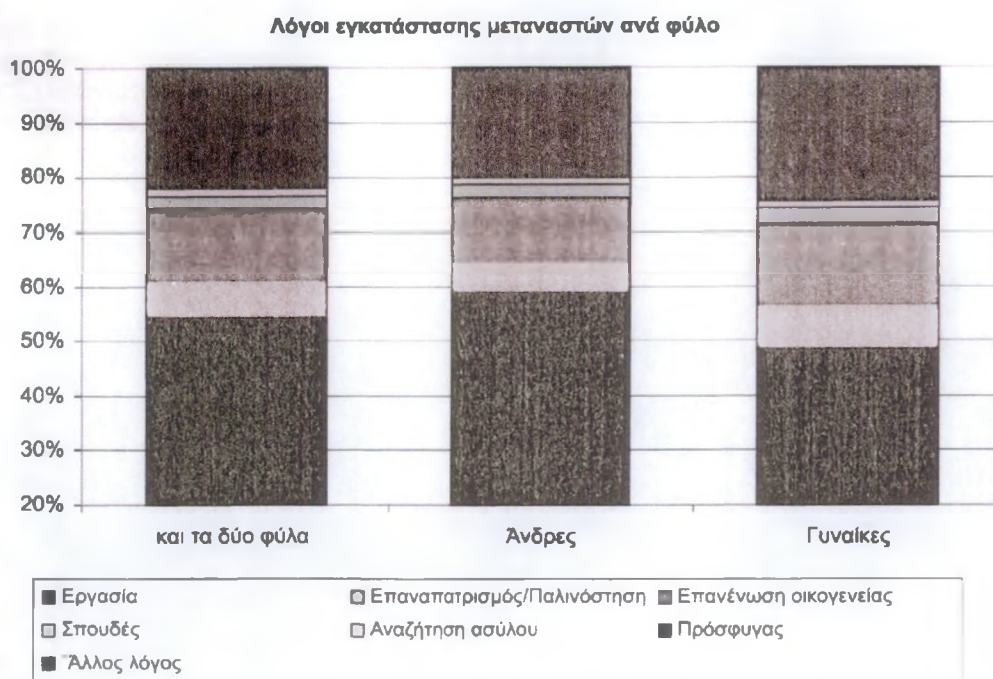 Λόγοι εγκατάστασης μεταναστών ανά φύλο
100%
90%
80%
70%
60%
50%
40%
30%
20%
και τα δύο φύλα Άνδρες Γυναίκες
Εργασία Επαναπατρισμός/Παλινόστηση Επανένωση οικογενείας
Σπουδές Αναζήτηση ασύλου Πρόσφυγας
Άλλος λόγος